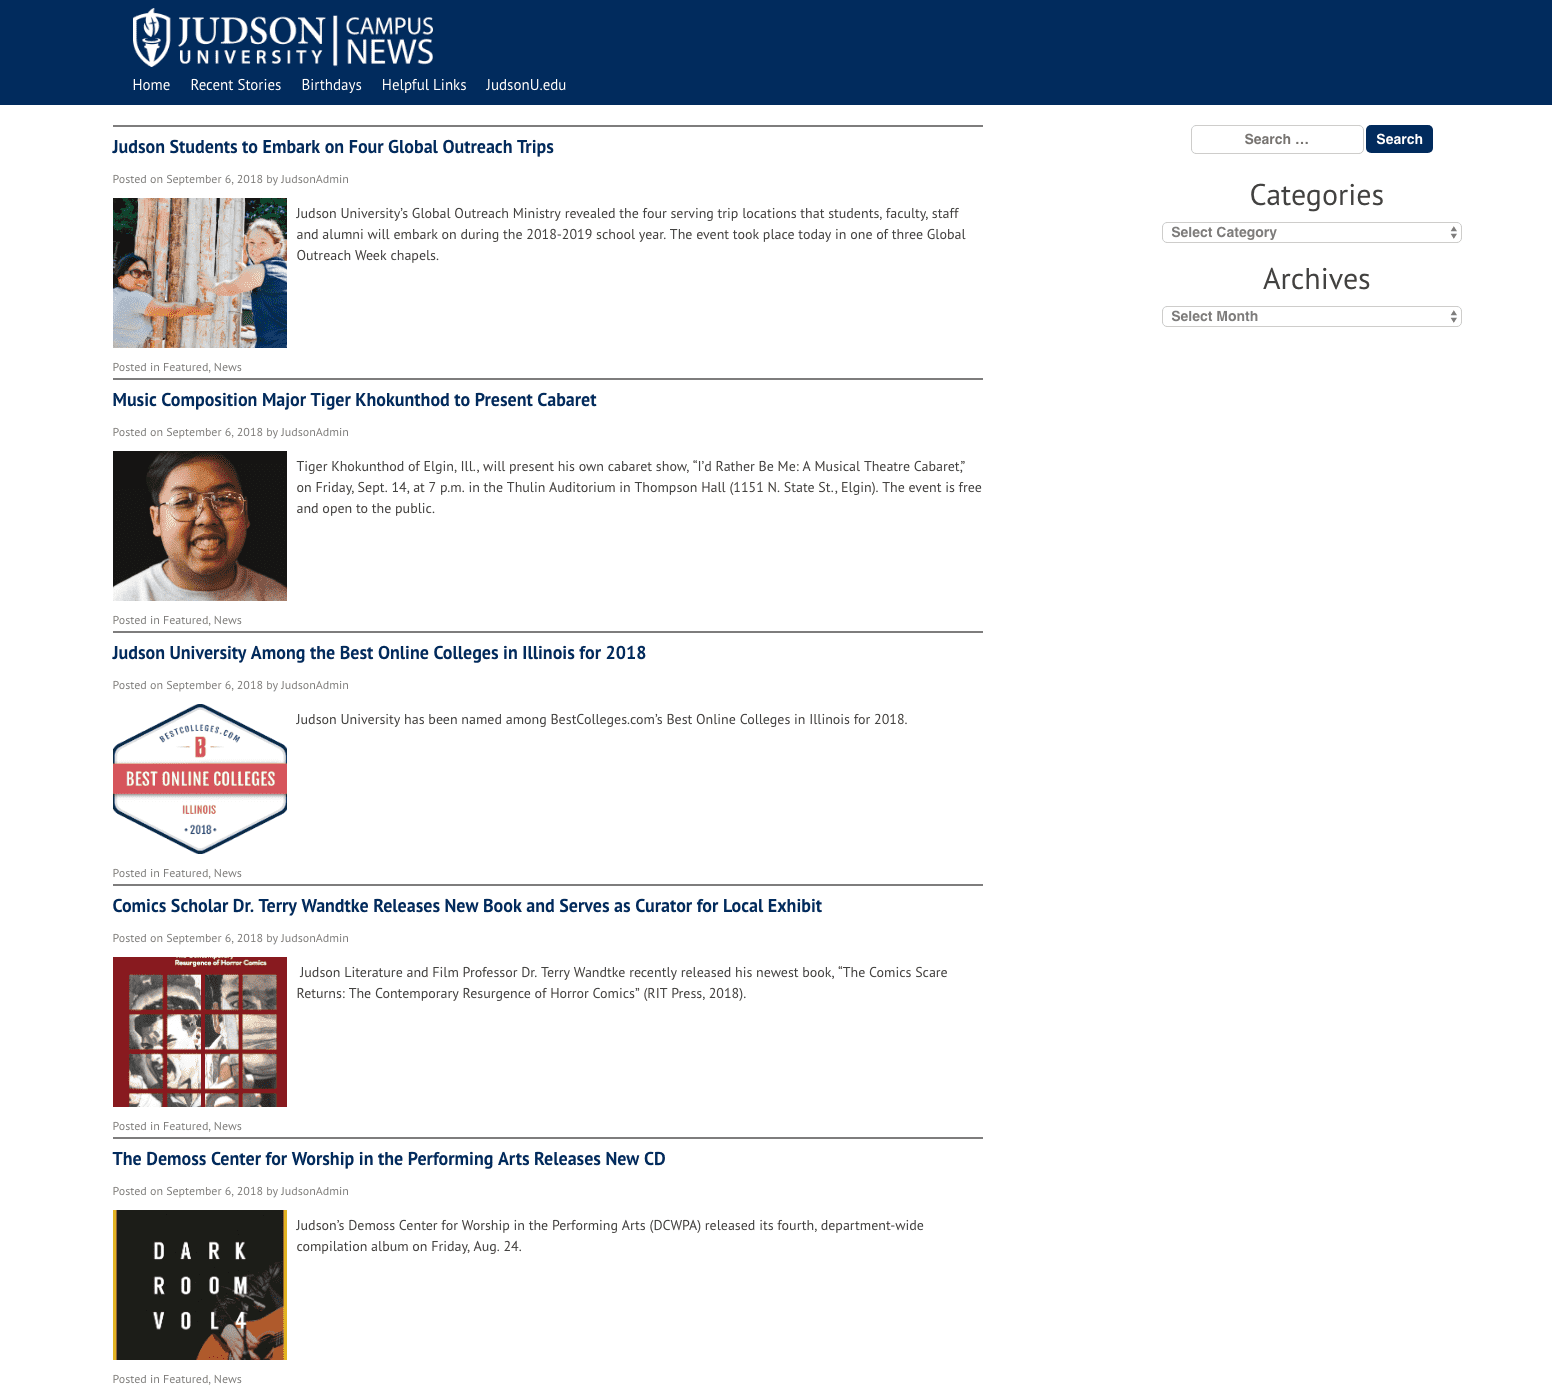 JUDSON UNIVERSITY | CAMPUS NEWS
Home Recent Stories Birthdays Helpful Links JudsonU.edu
Judson Students to Embark on Four Global Outreach Trips
Posted on September 6, 2018 by JudsonAdmin
Judson University's Global Outreach Ministry revealed the four serving trip locations that students, faculty, staff
and alumni will embark on during the 2018-2019 school year. The event took place today in one of three Global
Outreach Week chapels.
Posted in Featured, News
Music Composition Major Tiger Khokunthod to Present Cabaret
Posted on September 6, 2018 by JudsonAdmin
Tiger Khokunthod of Elgin, Ill., will present his own cabaret show, “I’d Rather Be Me: A Musical Theatre Cabaret,”
on Friday, Sept. 14, at 7 p.m. in the Thulin Auditorium in Thompson Hall (1151 N. State St., Elgin). The event is free
and open to the public.
Posted in Featured, News
Judson University Among the Best Online Colleges in Illinois for 2018
Posted on September 6, 2018 by JudsonAdmin
BESTCOLLEGES.COM
B
BEST ONLINE COLLEGES
ILLINOIS
• 2018 •
Judson University has been named among BestColleges.com’s Best Online Colleges in Illinois for 2018.
Posted in Featured, News
Comics Scholar Dr. Terry Wandtke Releases New Book and Serves as Curator for Local Exhibit
Posted on September 6, 2018 by JudsonAdmin
Resurgence of Horror Comics
Judson Literature and Film Professor Dr. Terry Wandtke recently released his newest book, “The Comics Scare
Returns: The Contemporary Resurgence of Horror Comics” (RIT Press, 2018).
Posted in Featured, News
The Demoss Center for Worship in the Performing Arts Releases New CD
Posted on September 6, 2018 by JudsonAdmin
DARK
ROOM
VOL4
Judson’s Demoss Center for Worship in the Performing Arts (DCWPA) released its fourth, department-wide
compilation album on Friday, Aug. 24.
Posted in Featured, News
Search … Search
Categories
Select Category
Archives
Select Month